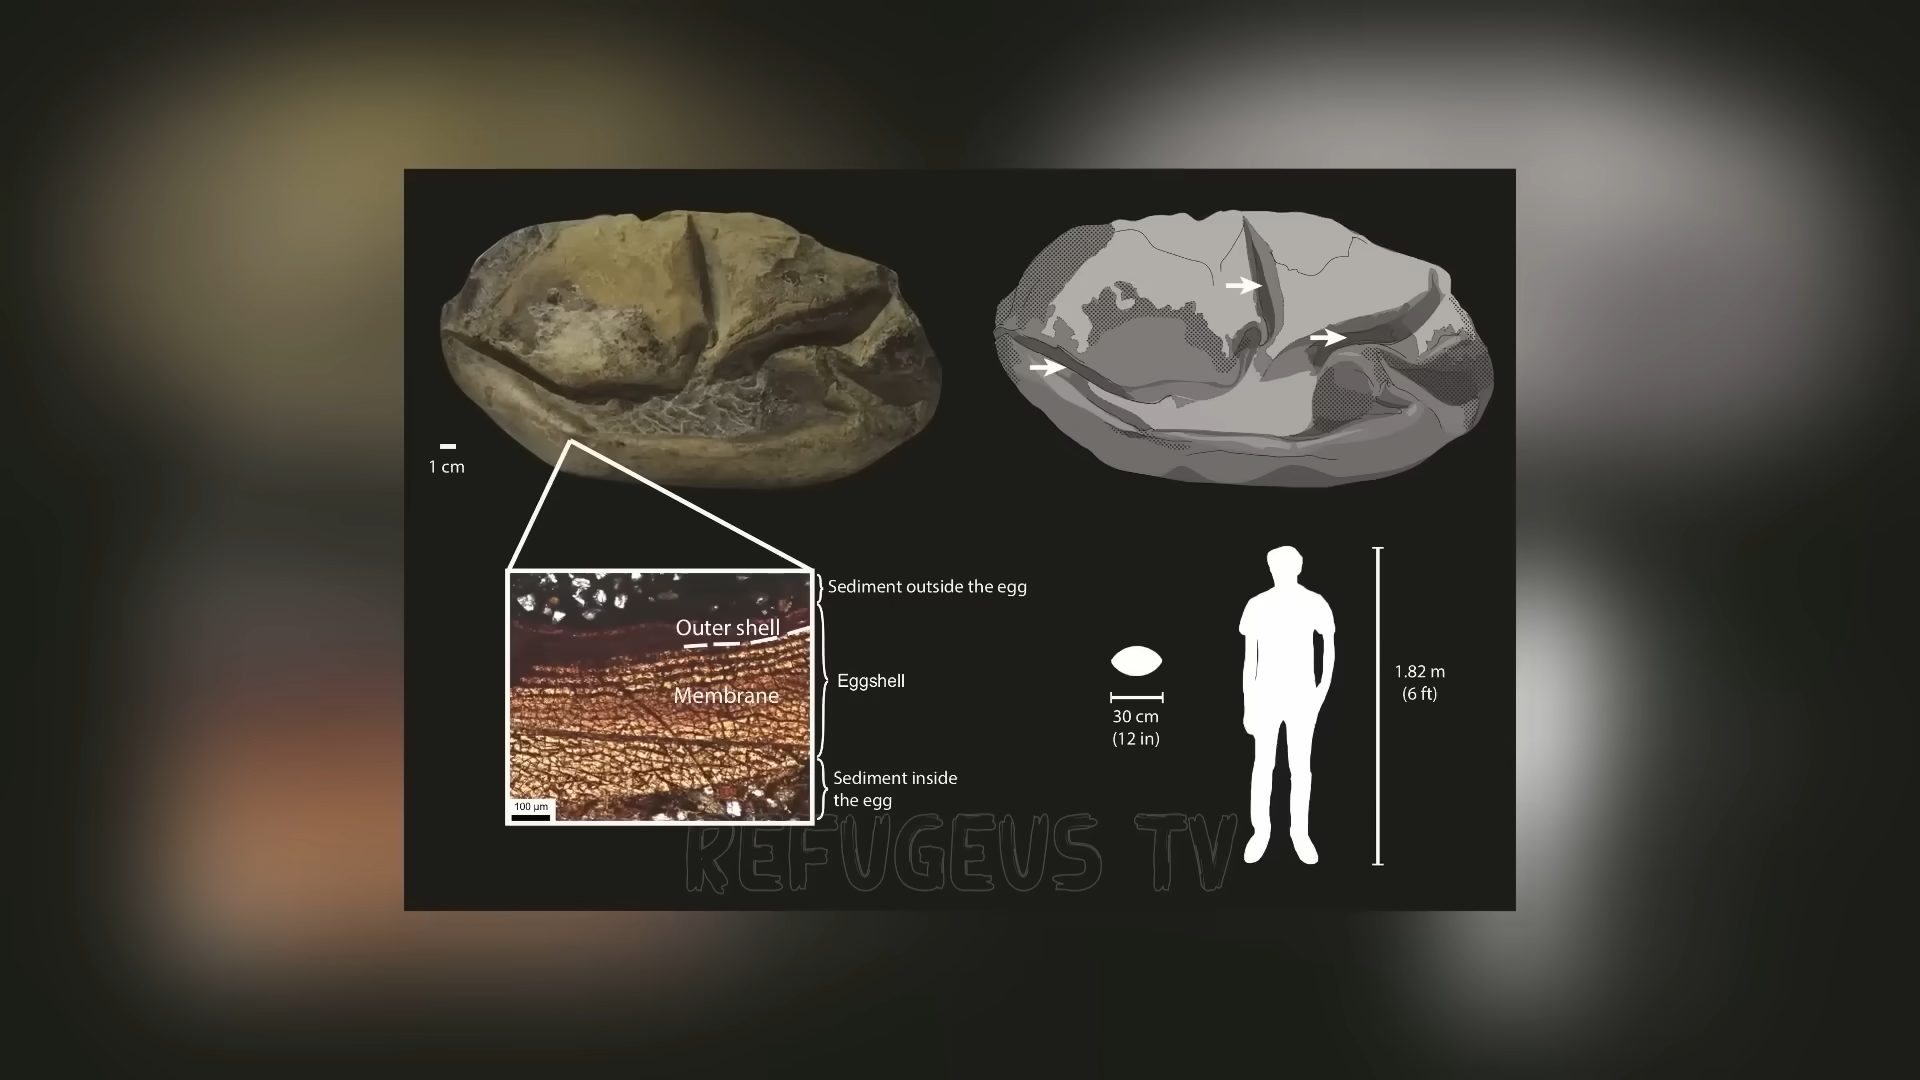 1 cm
Sediment outside the egg
Outer shell
Eggshell
Membrane
Sediment inside
the egg
100 µm
30 cm
(12 in)
1.82 m
(6 ft)
REFUGEUS TV